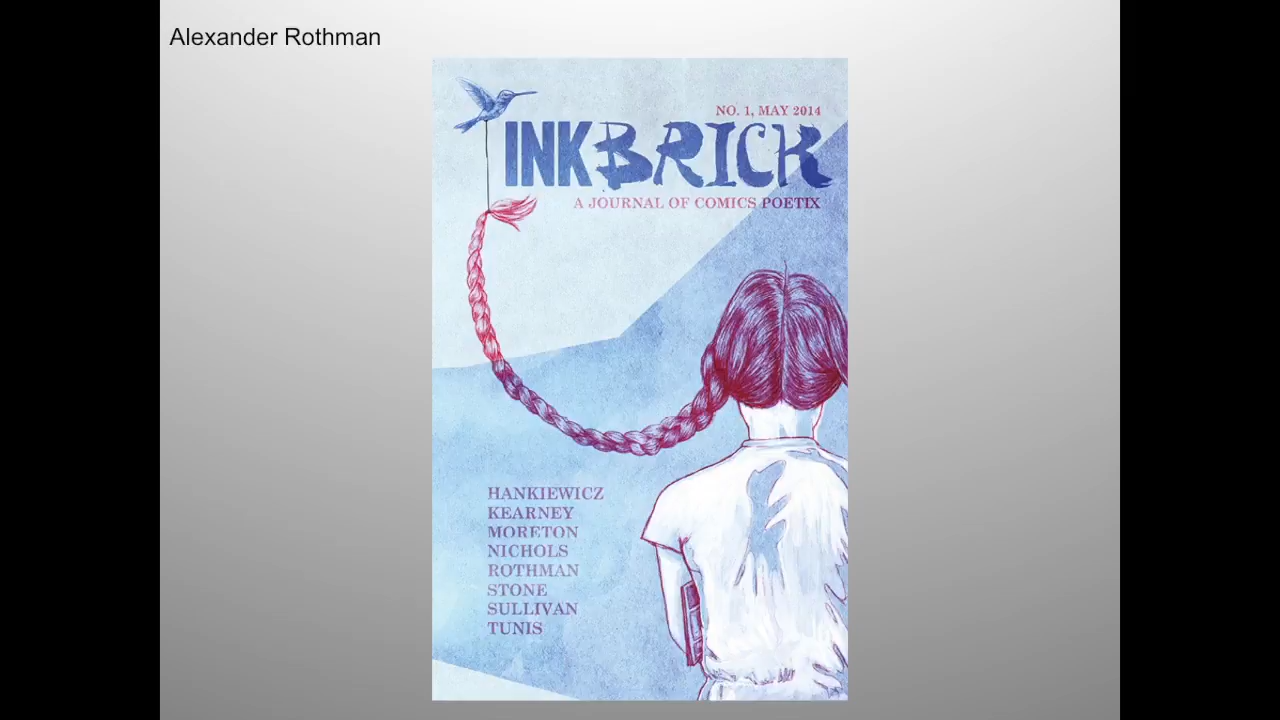 Alexander Rothman
NO. 1, MAY 2014
INKBRICK
A JOURNAL OF COMICS POETIX
HANKIEWICZ
KEARNEY
MORETON
NICHOLS
ROTHMAN
STONE
SULLIVAN
TUNIS